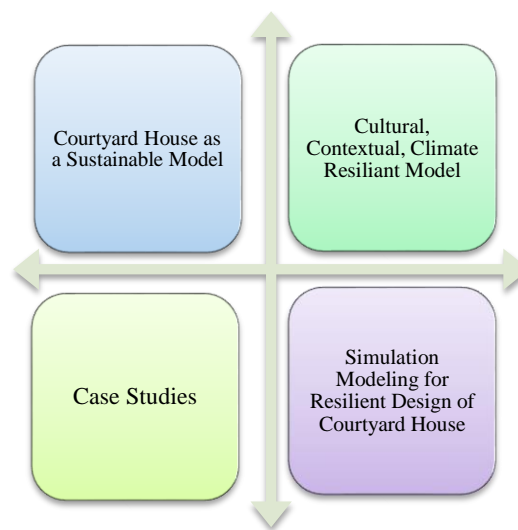 Courtyard House as
a Sustainable Model
Cultural,
Contextual, Climate
Resiliant Model
Case Studies
Simulation
Modeling for
Resilient Design of
Courtyard House